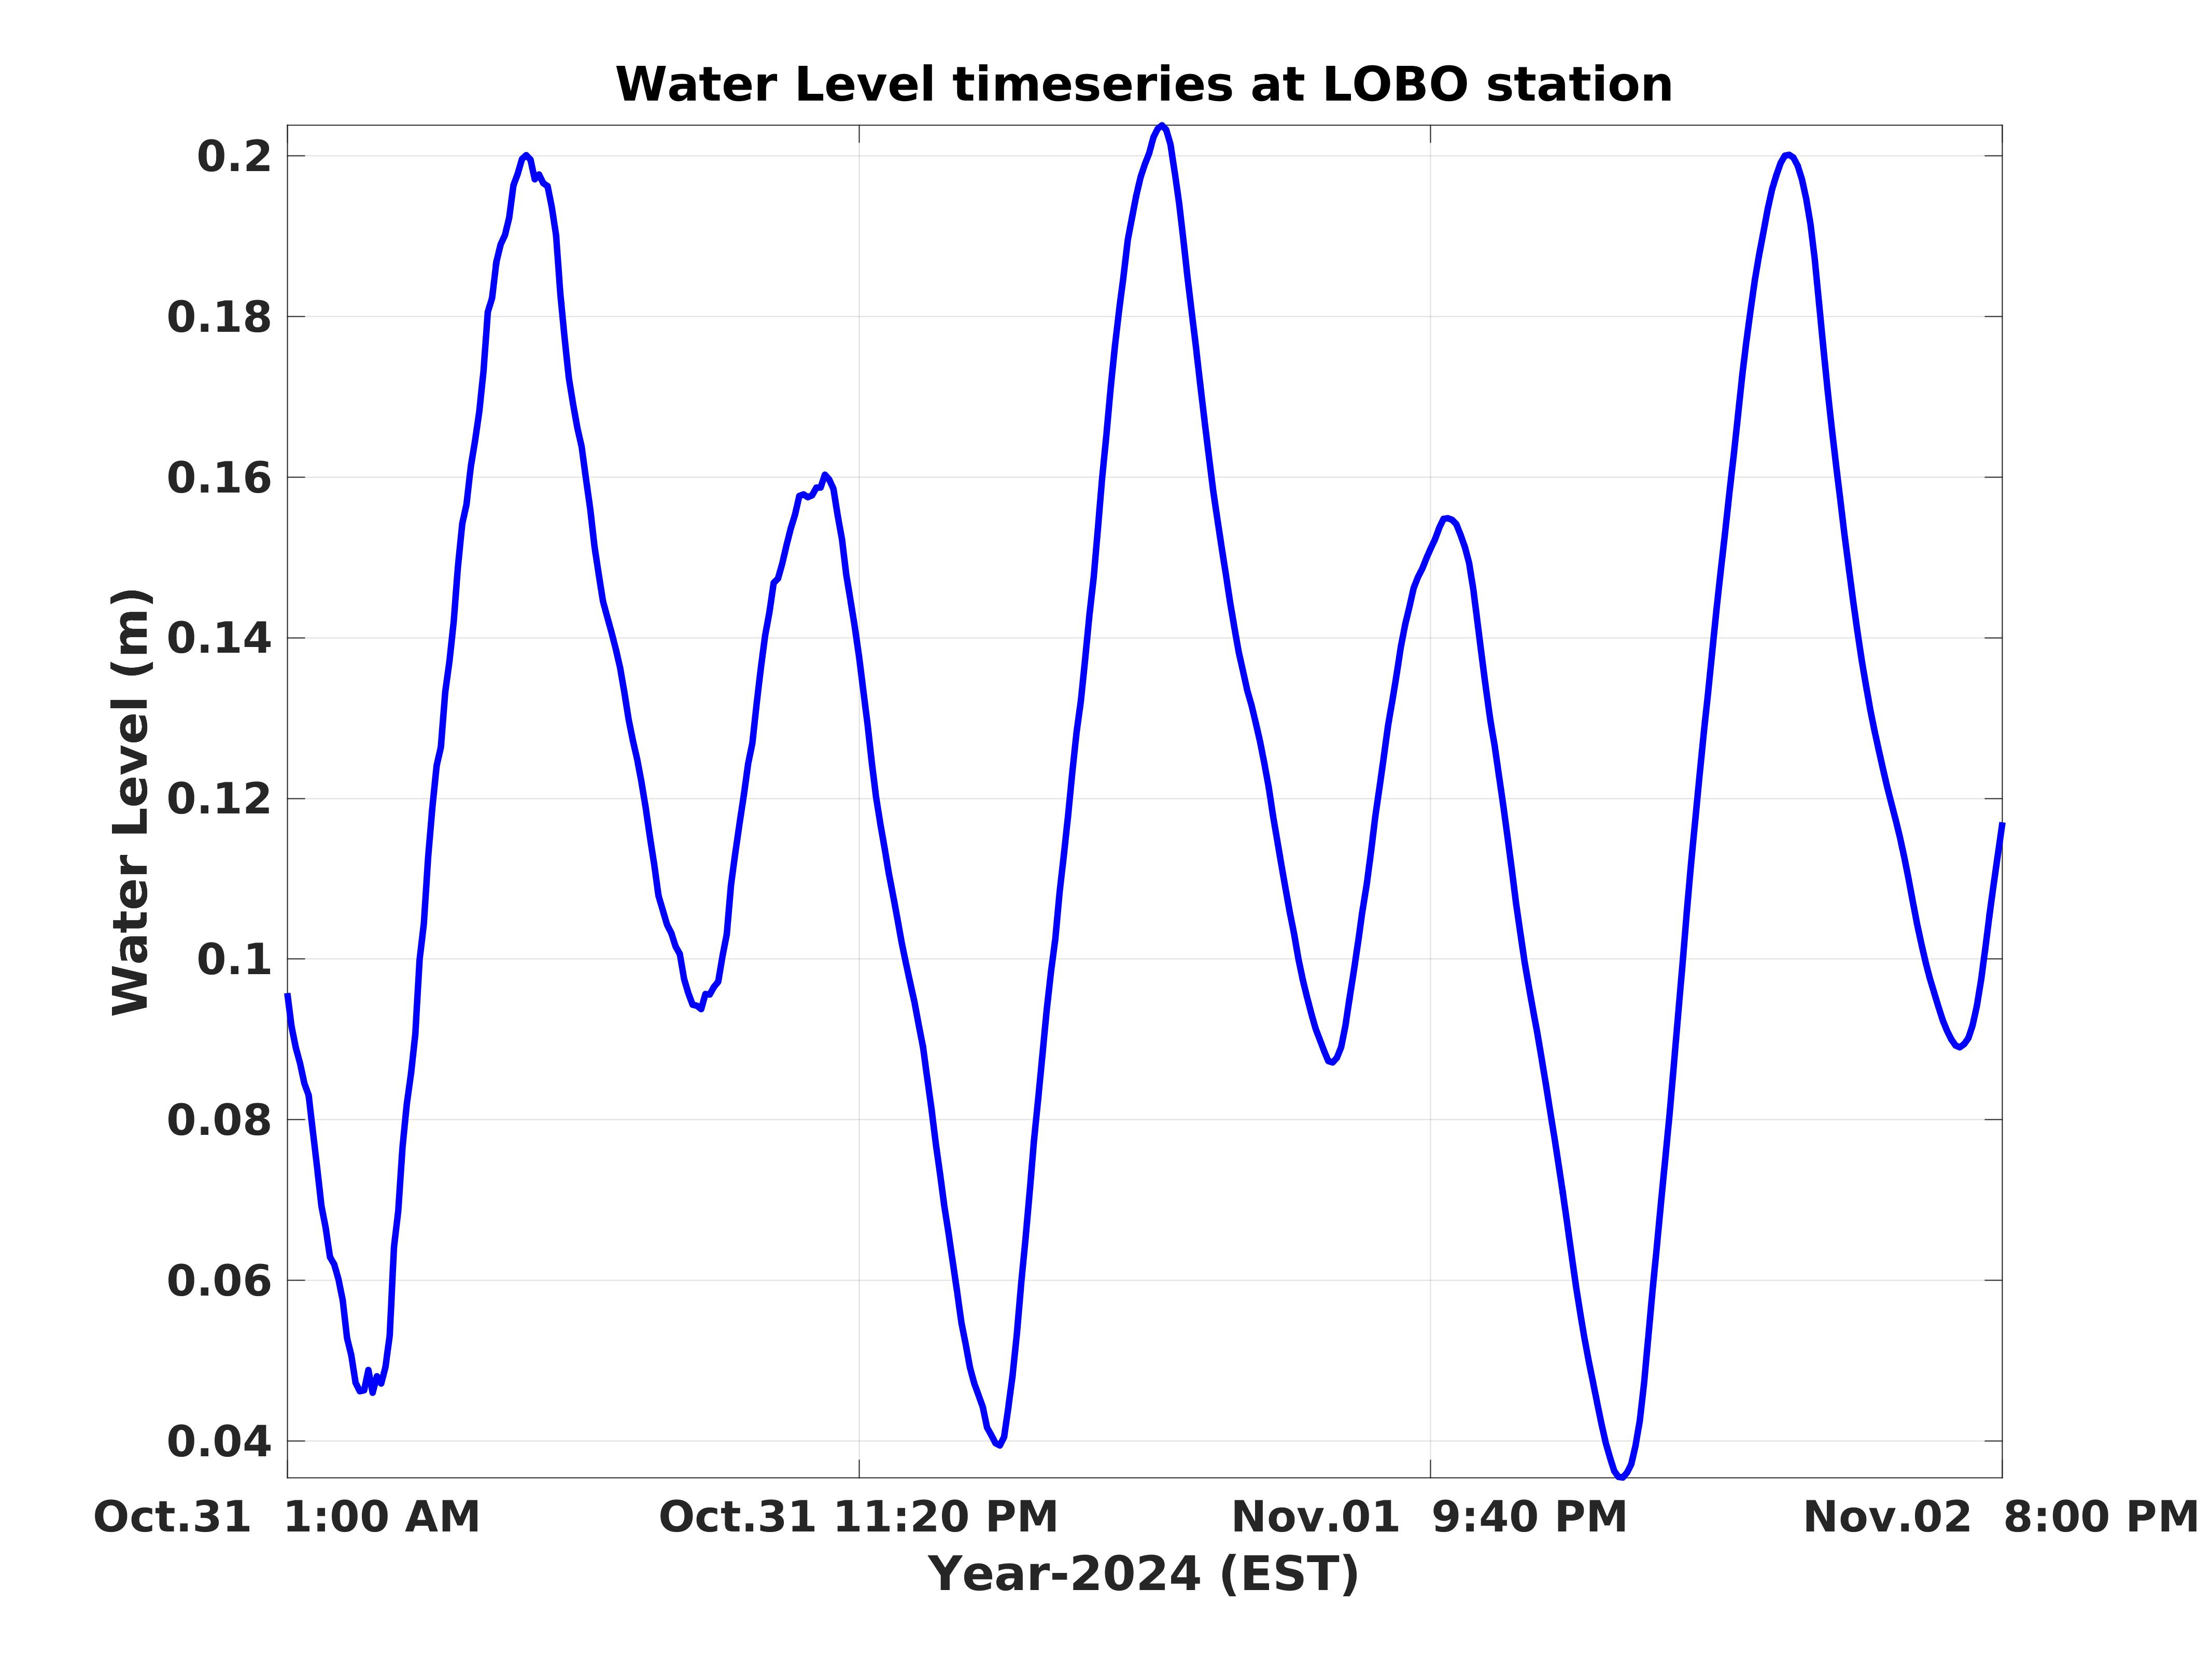 Water Level timeseries at LOBO station
Water Level (m)
0.2
0.18
0.16
0.14
0.12
0.1
0.08
0.06
0.04
Oct.31  1:00 AM
Oct.31 11:20 PM
Nov.01  9:40 PM
Nov.02  8:00 PM
Year-2024 (EST)